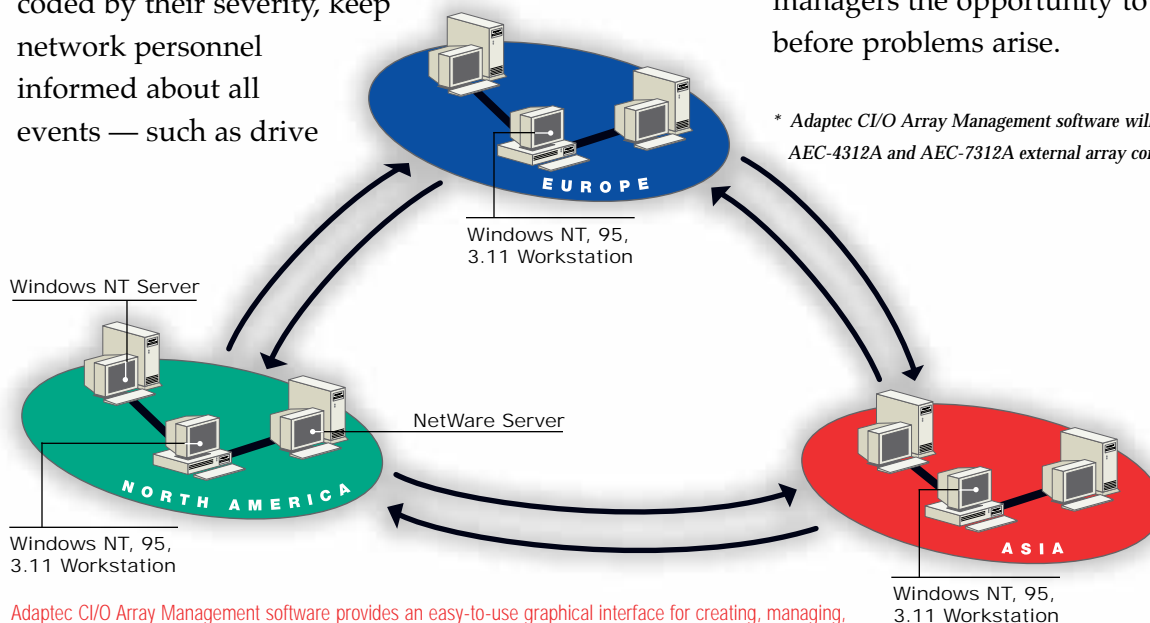 coded by their severity, keep
network personnel
informed about all
events — such as drive
managers the opportunity to
before problems arise.
* Adaptec CI/O Array Management software will
AEC-4312A and AEC-7312A external array
EUROPE
Windows NT, 95,
3.11 Workstation
Windows NT Server
NetWare Server
NORTH AMERICA
Windows NT, 95,
3.11 Workstation
ASIA
Windows NT, 95,
3.11 Workstation
Adaptec CI/O Array Management software provides an easy-to-use graphical interface for creating, managing,